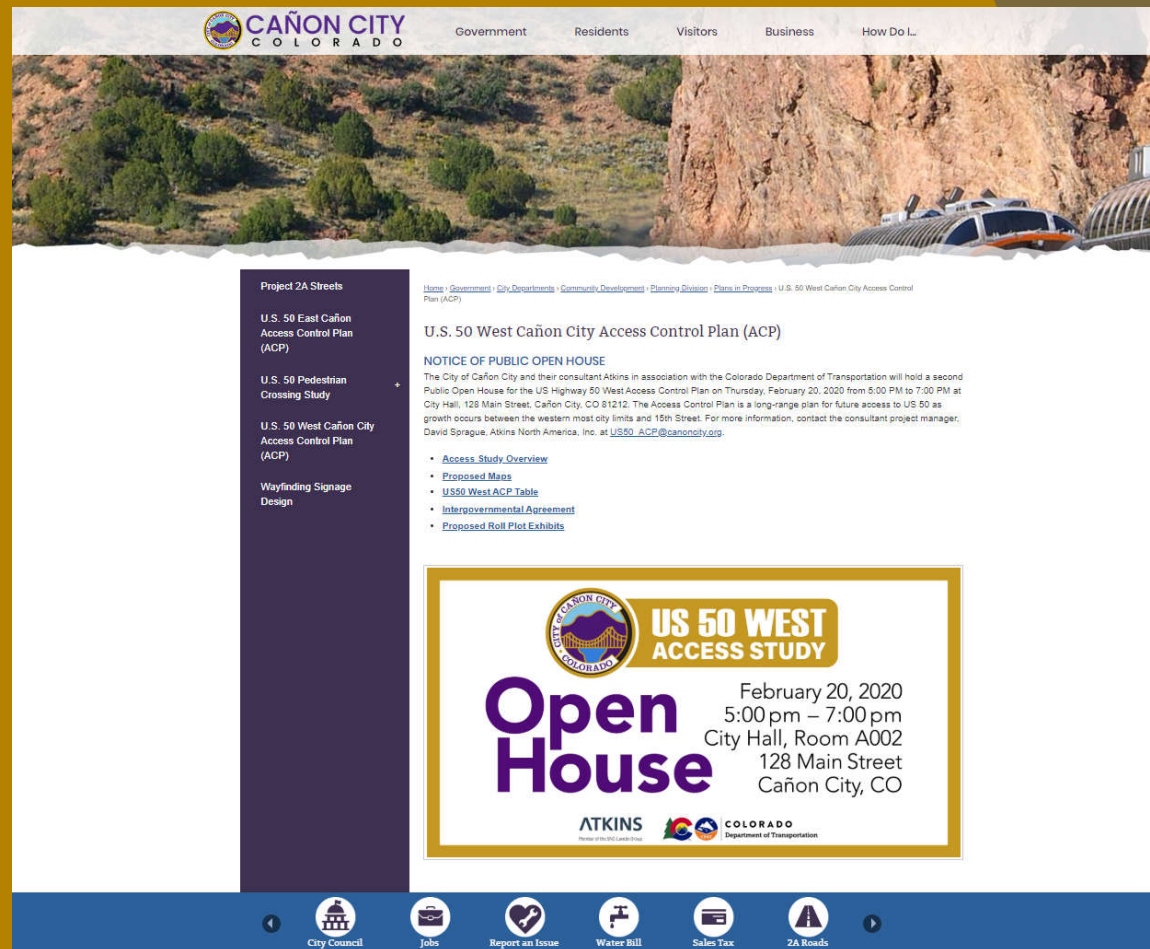 CAÑON CITY
COLORADO
Government Residents Visitors Business How Do I...
Project 2A Streets
U.S. 50 East Cañon
Access Control Plan
(ACP)
U.S. 50 Pedestrian
Crossing Study
+
U.S. 50 West Cañon City
Access Control Plan
(ACP)
Wayfinding Signage
Design
Home › Government › City Departments › Community Development › Planning Division › Plans in Progress › U.S. 50 West Cañon City Access Control
Plan (ACP)
U.S. 50 West Cañon City Access Control Plan (ACP)
NOTICE OF PUBLIC OPEN HOUSE
The City of Cañon City and their consultant Atkins in association with the Colorado Department of Transportation will hold a second
Public Open House for the US Highway 50 West Access Control Plan on Thursday, February 20, 2020 from 5:00 PM to 7:00 PM at
City Hall, 128 Main Street, Cañon City, CO 81212. The Access Control Plan is a long-range plan for future access to US 50 as
growth occurs between the western most city limits and 15th Street. For more information, contact the consultant project manager,
David Sprague, Atkins North America, Inc. at US50_ACP@canoncity.org.
• Access Study Overview
• Proposed Maps
• US50 West ACP Table
• Intergovernmental Agreement
• Proposed Roll Plot Exhibits
CITY OF CAÑON CITY
COLORADO
US 50 WEST
ACCESS STUDY
Open
House
February 20, 2020
5:00 pm – 7:00 pm
City Hall, Room A002
128 Main Street
Cañon City, CO
ATKINS
Member of the SNC-Lavalin Group
COLORADO
Department of Transportation
City Council Jobs Report an Issue Water Bill Sales Tax 2A Roads